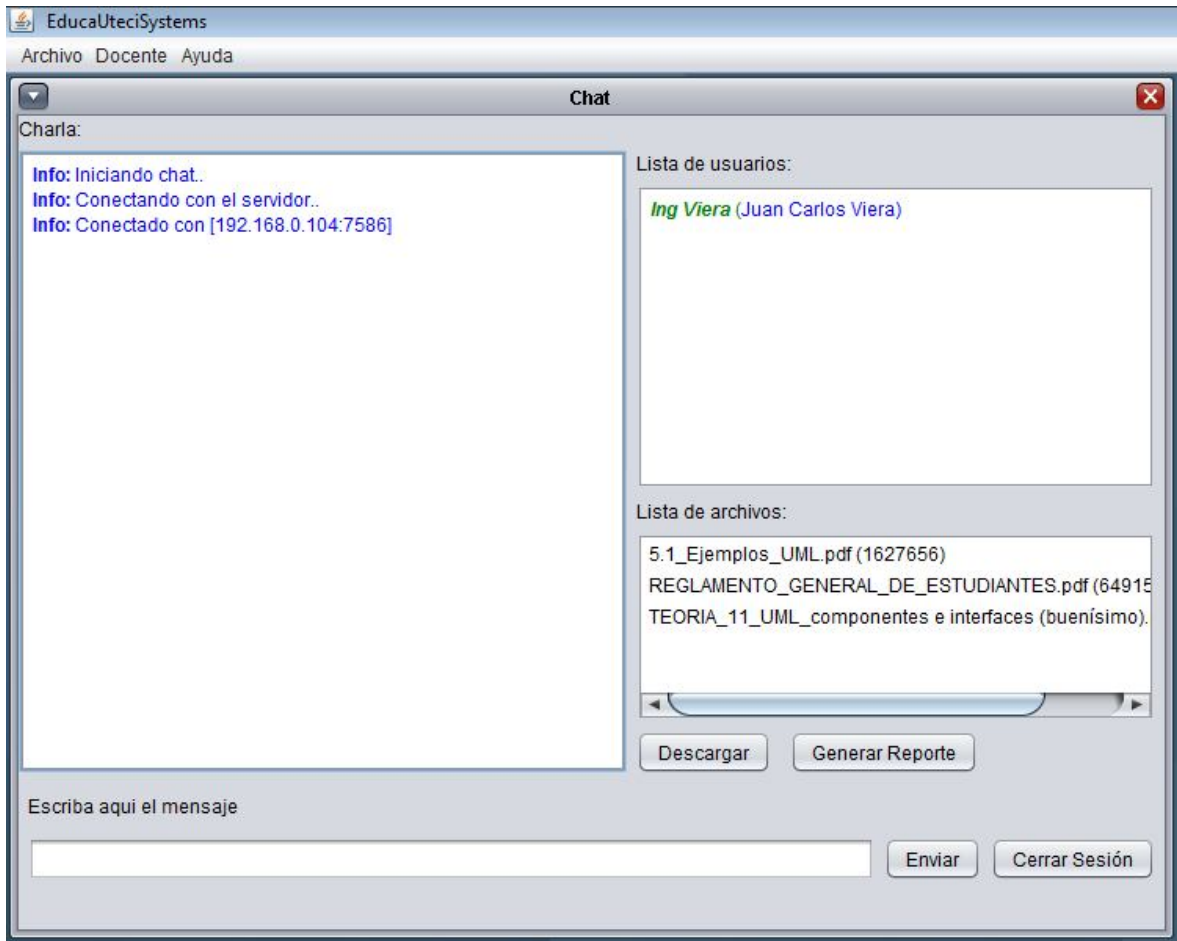 EducaUteciSystems
Archivo Docente Ayuda
Chat
Charla:
Info: Iniciando chat..
Info: Conectando con el servidor..
Info: Conectado con [192.168.0.104:7586]
Lista de usuarios:
Ing Viera (Juan Carlos Viera)
Lista de archivos:
5.1_Ejemplos_UML.pdf (1627656)
REGLAMENTO_GENERAL_DE_ESTUDIANTES.pdf (64915
TEORIA_11_UML_componentes e interfaces (buenísimo).
Descargar Generar Reporte
Escriba aqui el mensaje
Enviar Cerrar Sesión